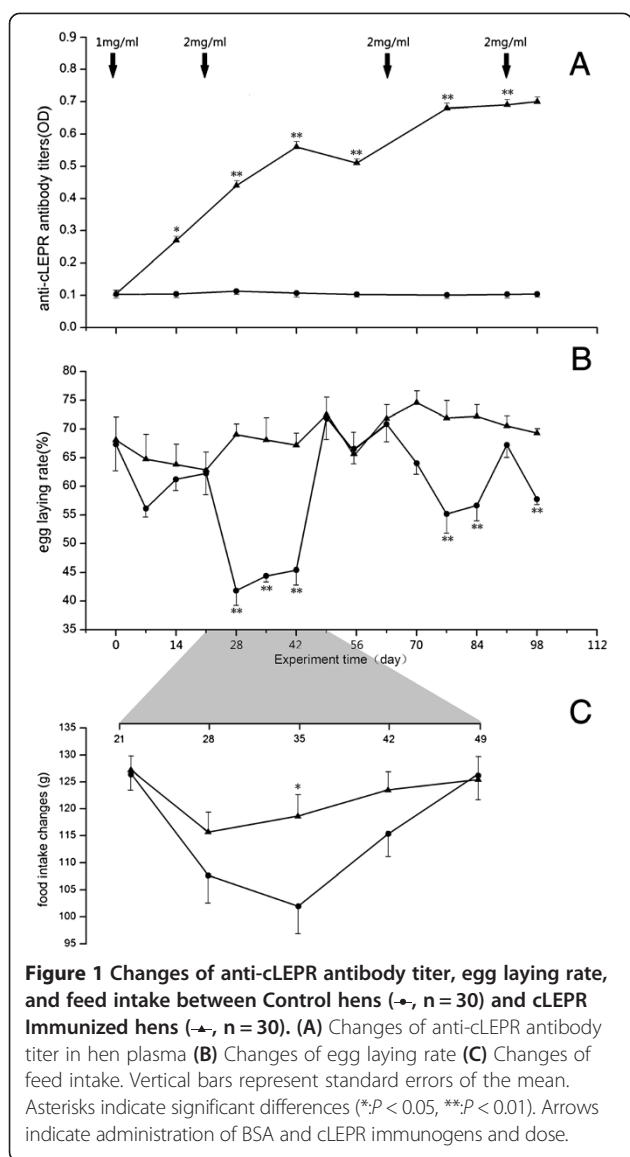 1mg/ml 2mg/ml 2mg/ml 2mg/ml
A
0.9
0.8
0.7
0.6
0.5
0.4
0.3
0.2
0.1
0.0
anti-cLEPR antibody titers(OD)
* ** ** ** ** **
B
80
75
70
65
60
55
50
45
40
35
egg laying rate(%)
** ** ** ** ** **
0 14 28 42 56 70 84 98 112
Experiment time (day)
C
21 28 35 42 49
135
130
125
120
115
110
105
100
95
food intake changes (g)
*
Figure 1 Changes of anti-cLEPR antibody titer, egg laying rate,
and feed intake between Control hens (-●-, n = 30) and cLEPR
Immunized hens (-▲-, n = 30). (A) Changes of anti-cLEPR antibody
titer in hen plasma (B) Changes of egg laying rate (C) Changes of
feed intake. Vertical bars represent standard errors of the mean.
Asterisks indicate significant differences (*:P < 0.05, **:P < 0.01). Arrows
indicate administration of BSA and cLEPR immunogens and dose.